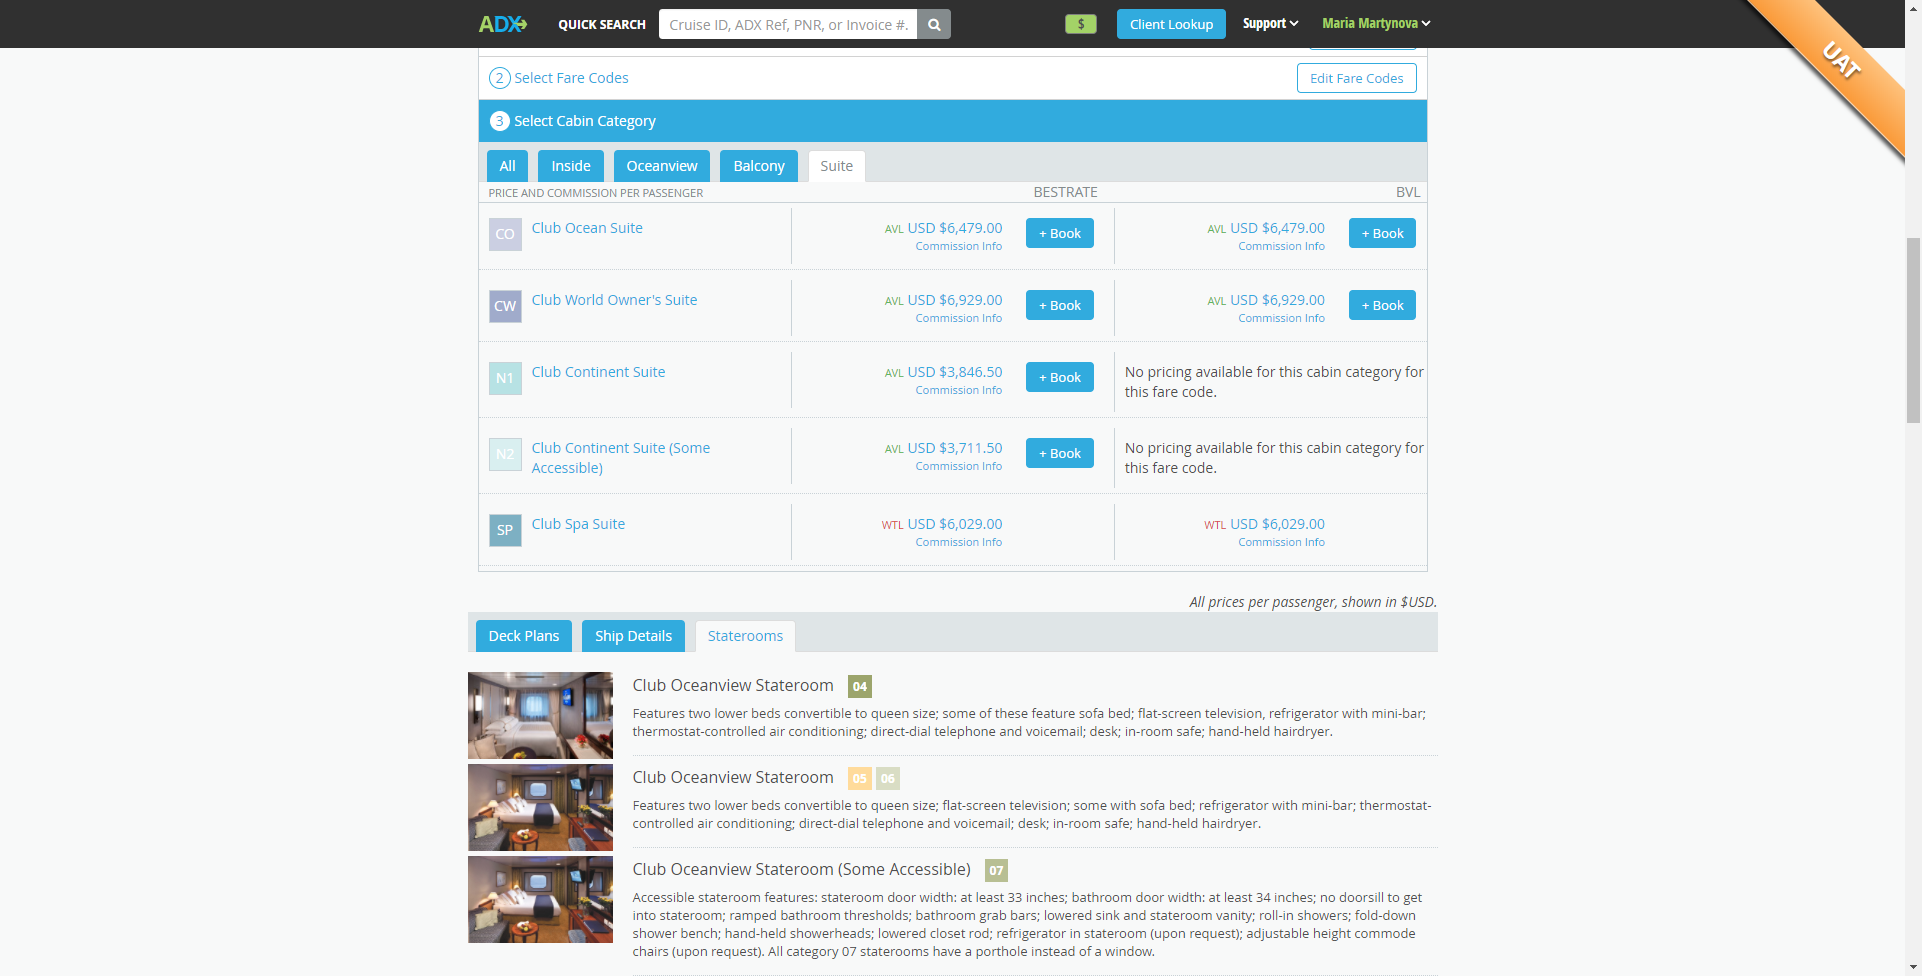 ADX QUICK SEARCH Cruise ID, ADX Ref, PNR, or Invoice #. $ Client Lookup Support Maria Martynova
UAT
2 Select Fare Codes Edit Fare Codes
3 Select Cabin Category
All Inside Oceanview Balcony Suite
PRICE AND COMMISSION PER PASSENGER BESTRATE BVL
CO Club Ocean Suite AVL USD $6,479.00 + Book AVL USD $6,479.00 + Book
Commission Info Commission Info
CW Club World Owner's Suite AVL USD $6,929.00 + Book AVL USD $6,929.00 + Book
Commission Info Commission Info
N1 Club Continent Suite AVL USD $3,846.50 + Book No pricing available for this cabin category for
Commission Info this fare code.
N2 Club Continent Suite (Some AVL USD $3,711.50 + Book No pricing available for this cabin category for
Accessible) Commission Info this fare code.
SP Club Spa Suite WTL USD $6,029.00 WTL USD $6,029.00
Commission Info Commission Info
All prices per passenger, shown in $USD.
Deck Plans Ship Details Staterooms
Club Oceanview Stateroom 04
Features two lower beds convertible to queen size; some of these feature sofa bed; flat-screen television, refrigerator with mini-bar;
thermostat-controlled air conditioning; direct-dial telephone and voicemail; desk; in-room safe; hand-held hairdryer.
Club Oceanview Stateroom 05 06
Features two lower beds convertible to queen size; flat-screen television; some with sofa bed; refrigerator with mini-bar; thermostat-
controlled air conditioning; direct-dial telephone and voicemail; desk; in-room safe; hand-held hairdryer.
Club Oceanview Stateroom (Some Accessible) 07
Accessible stateroom features: stateroom door width: at least 33 inches; bathroom door width: at least 34 inches; no doorsill to get
into stateroom; ramped bathroom thresholds; bathroom grab bars; lowered sink and stateroom vanity; roll-in showers; fold-down
shower bench; hand-held showerheads; lowered closet rod; refrigerator in stateroom (upon request); adjustable height commode
chairs (upon request). All category 07 staterooms have a porthole instead of a window.